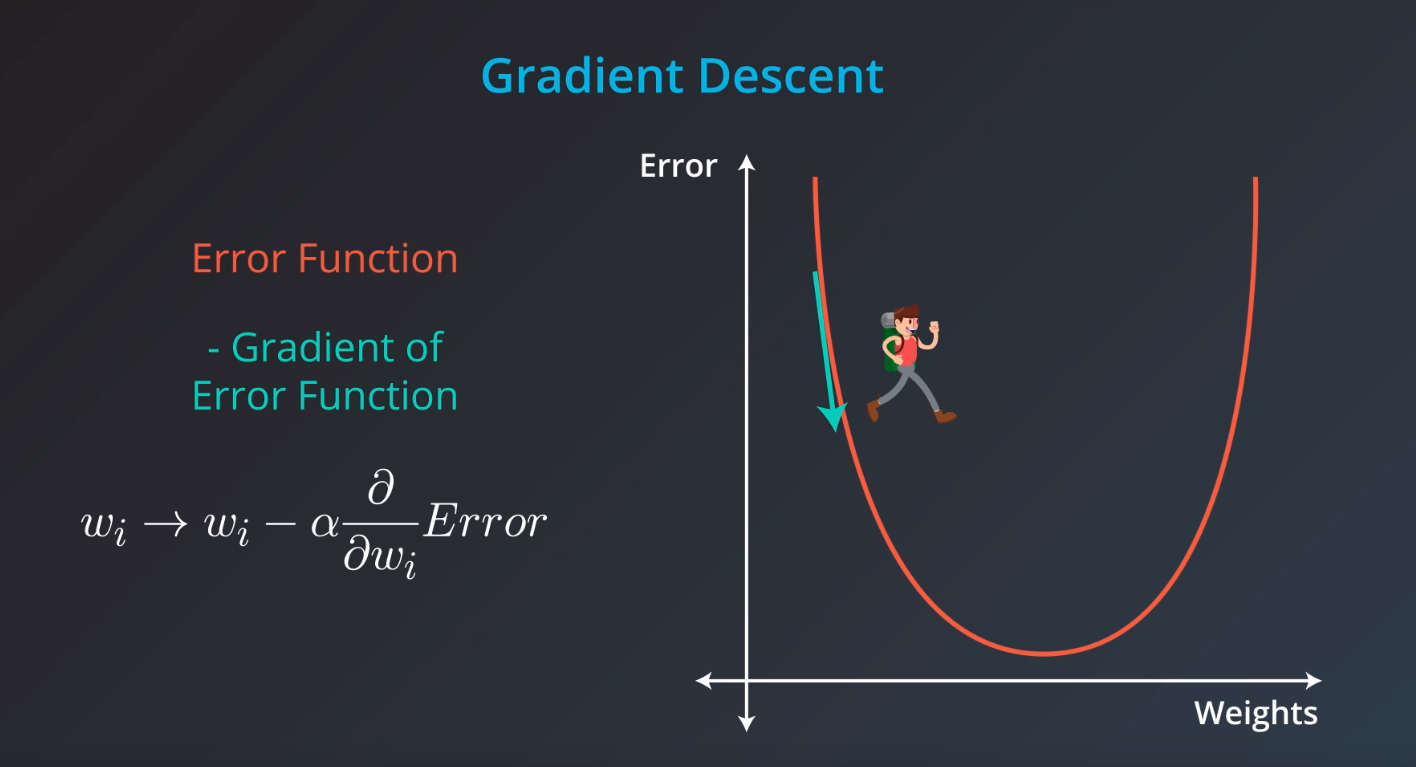 Gradient Descent
Error Function
- Gradient of
Error Function
$w_i \rightarrow w_i - \alpha \frac{\partial}{\partial w_i} Error$
Error
Weights